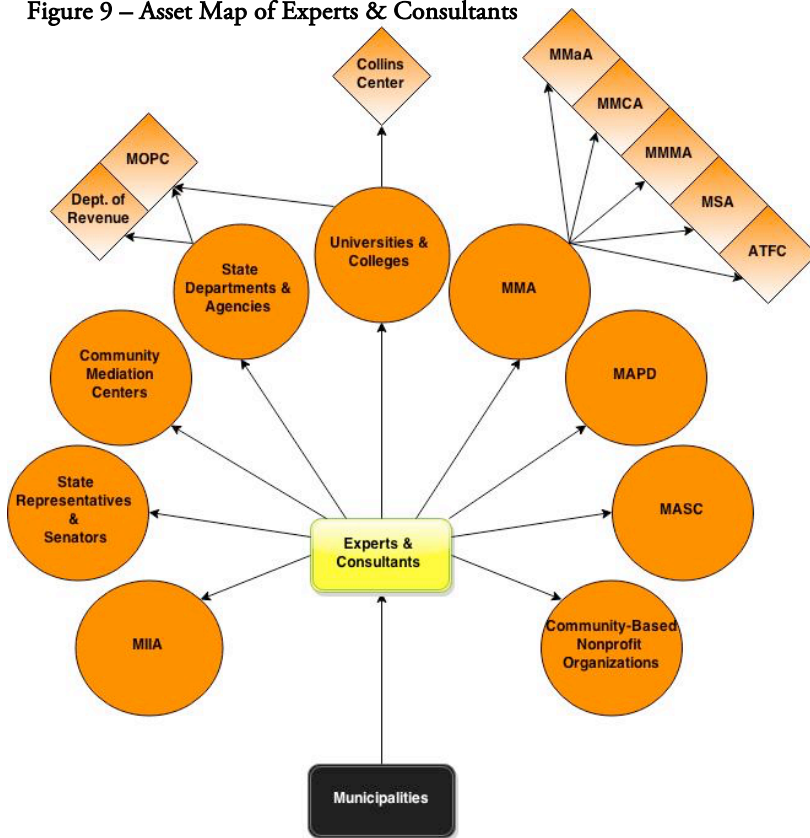 Figure 9 – Asset Map of Experts & Consultants
Collins
Center
MMaA
MMCA
MMMA
MSA
ATFC
MOPC
Dept. of
Revenue
Universities &
Colleges
State
Departments &
Agencies
MMA
Community
Mediation
Centers
MAPD
State
Representatives
&
Senators
MASC
Experts &
Consultants
MIIA
Community-Based
Nonprofit
Organizations
Municipalities